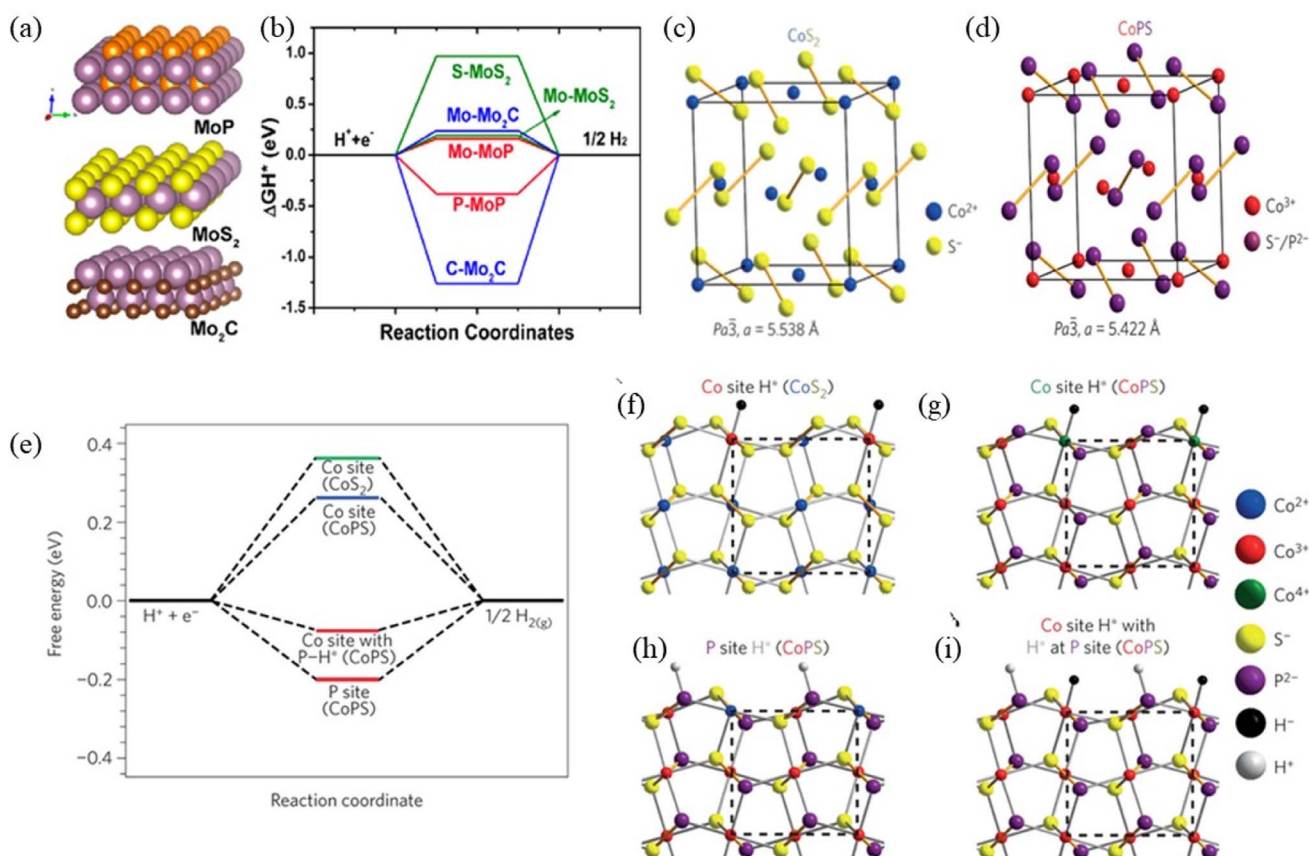 (a)
MoP
MoS2
Mo2C
(b)
1.0
0.5
0.0
-0.5
-1.0
-1.5
ΔGH* (eV)
S-MoS2
Mo-MoS2
Mo-Mo2C
H⁺+e⁻
1/2 H2
Mo-MoP
P-MoP
C-Mo2C
Reaction Coordinates
(c)
CoS2
Co²⁺
S⁻
Pa3̄, a = 5.538 Å
(d)
CoPS
Co³⁺
S⁻/P²⁻
Pa3̄, a = 5.422 Å
(e)
0.4
0.2
0.0
−0.2
−0.4
Free energy (eV)
Co site
(CoS2)
Co site
(CoPS)
H⁺ + e⁻
1/2 H2(g)
Co site with
P–H* (CoPS)
P site
(CoPS)
Reaction coordinate
(f)
Co site H* (CoS2)
(g)
Co site H* (CoPS)
(h)
P site H* (CoPS)
(i)
Co site H* with
H* at P site (CoPS)
Co²⁺
Co³⁺
Co⁴⁺
S⁻
P²⁻
H⁻
H⁺